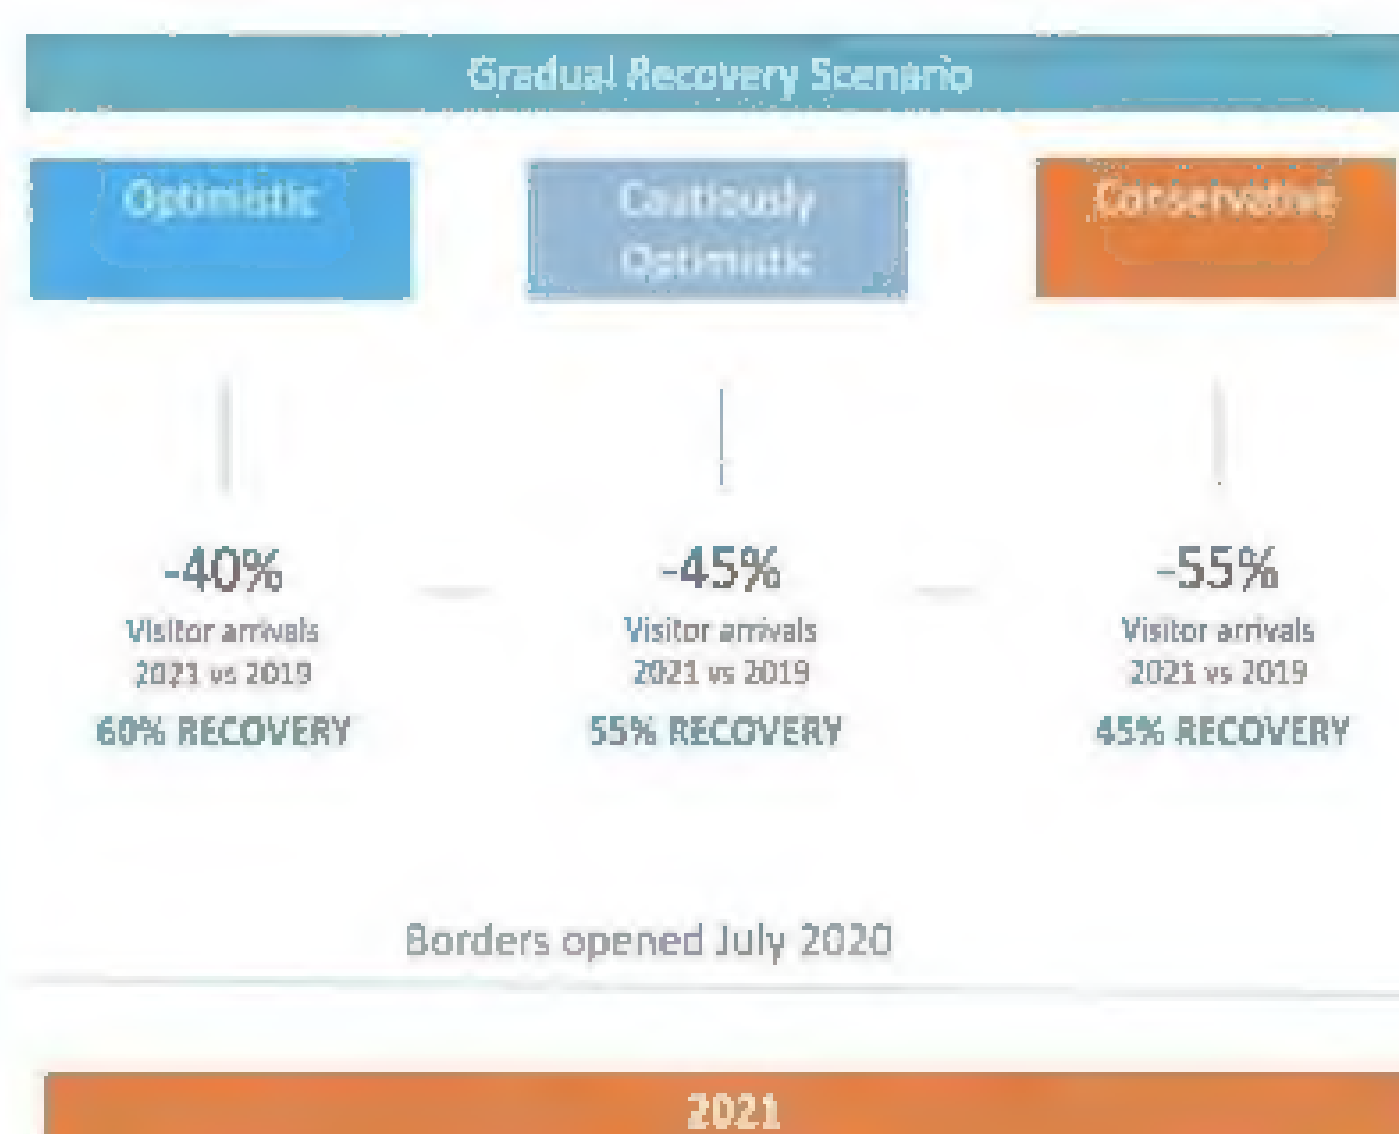 Gradual Recovery Scenario
Optimistic
Cautiously
Optimistic
Conservative
-40%
Visitor arrivals
2021 vs 2019
60% RECOVERY
-45%
Visitor arrivals
2021 vs 2019
55% RECOVERY
-55%
Visitor arrivals
2021 vs 2019
45% RECOVERY
Borders opened July 2020
2021